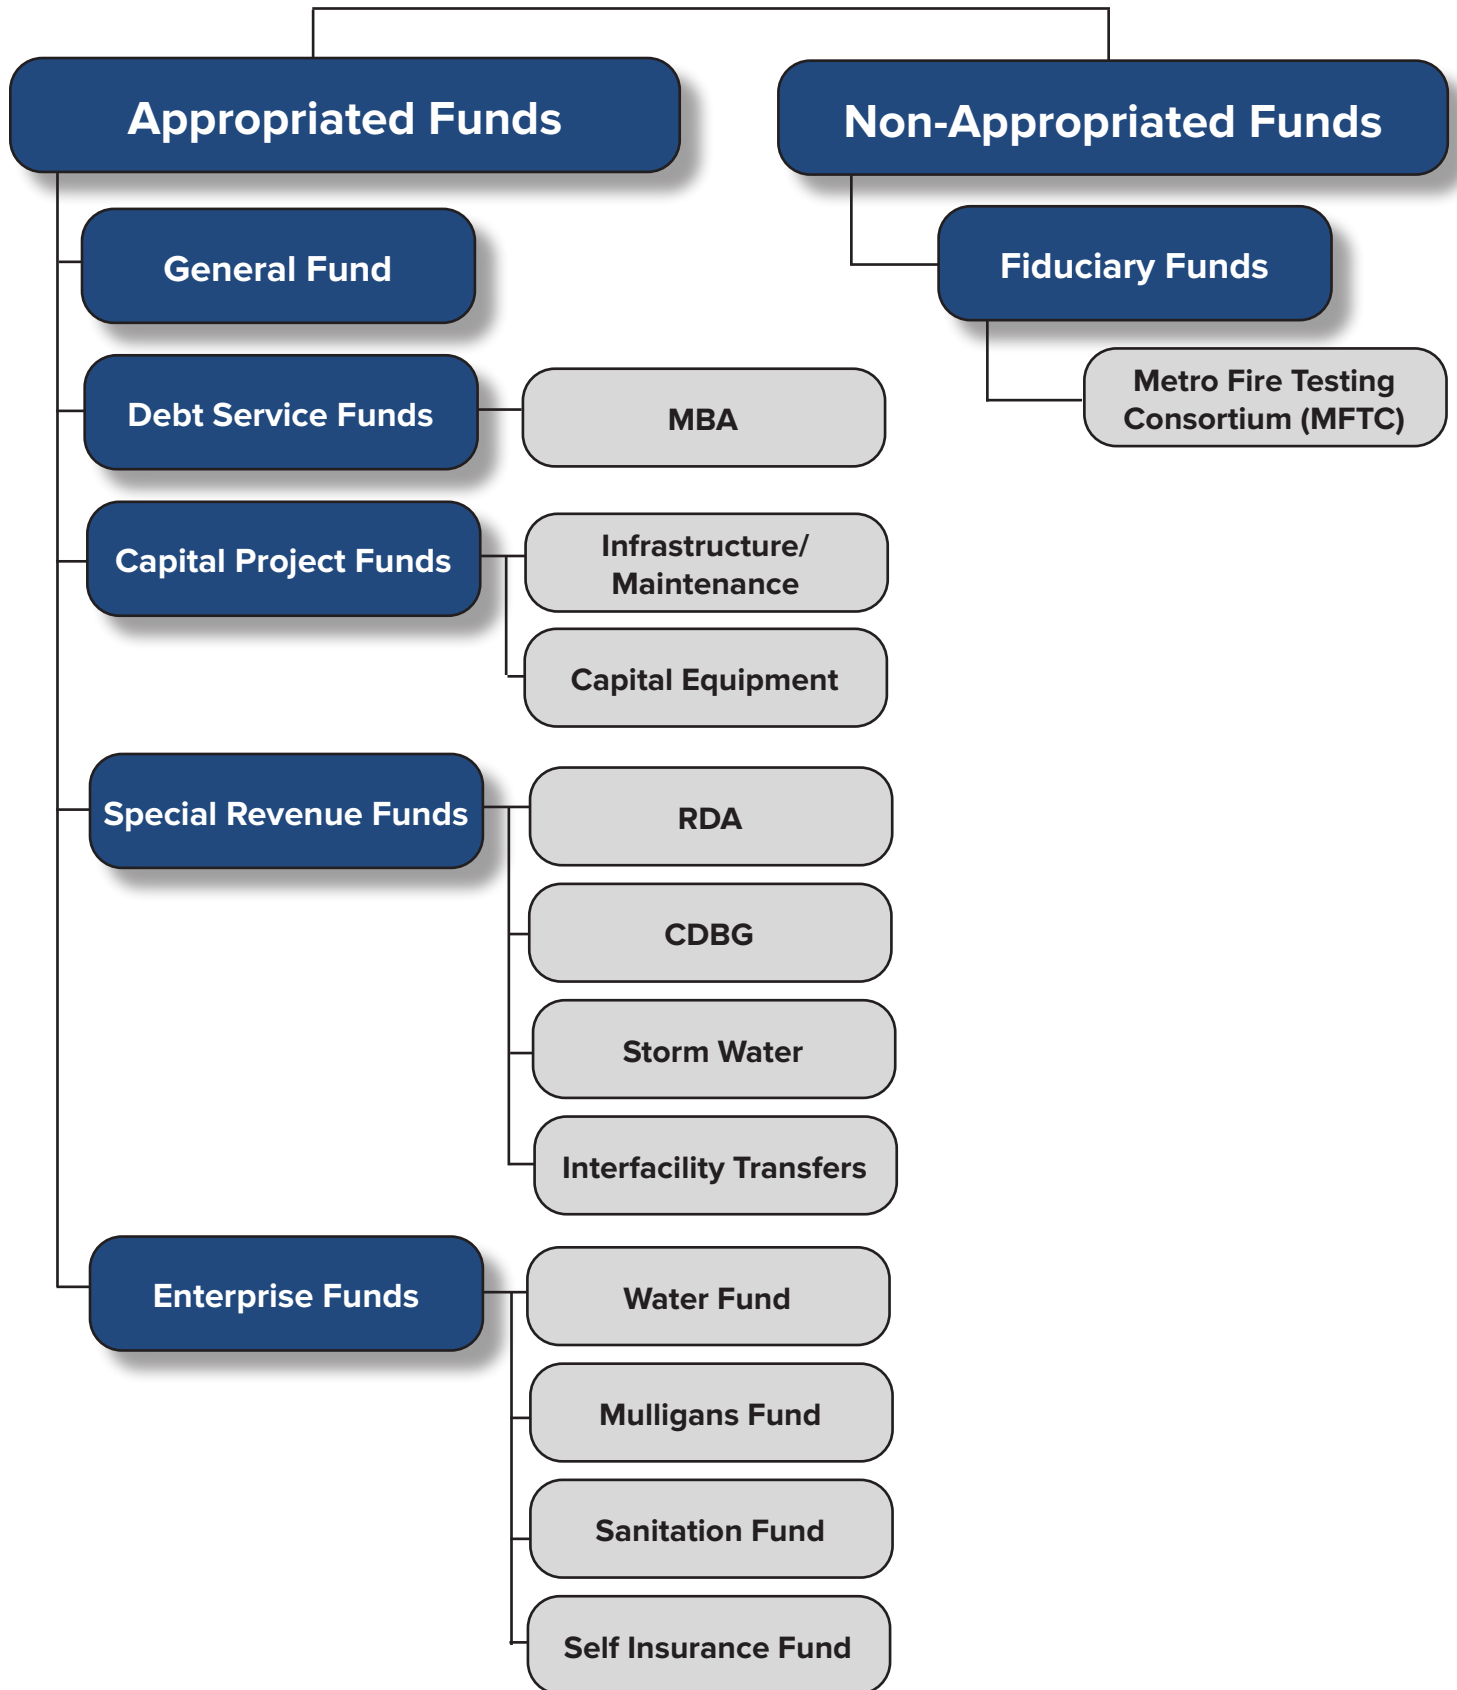 Appropriated Funds
Non-Appropriated Funds
General Fund
Fiduciary Funds
Metro Fire Testing
Consortium (MFTC)
Debt Service Funds
MBA
Capital Project Funds
Infrastructure/
Maintenance
Capital Equipment
Special Revenue Funds
RDA
CDBG
Storm Water
Interfacility Transfers
Enterprise Funds
Water Fund
Mulligans Fund
Sanitation Fund
Self Insurance Fund